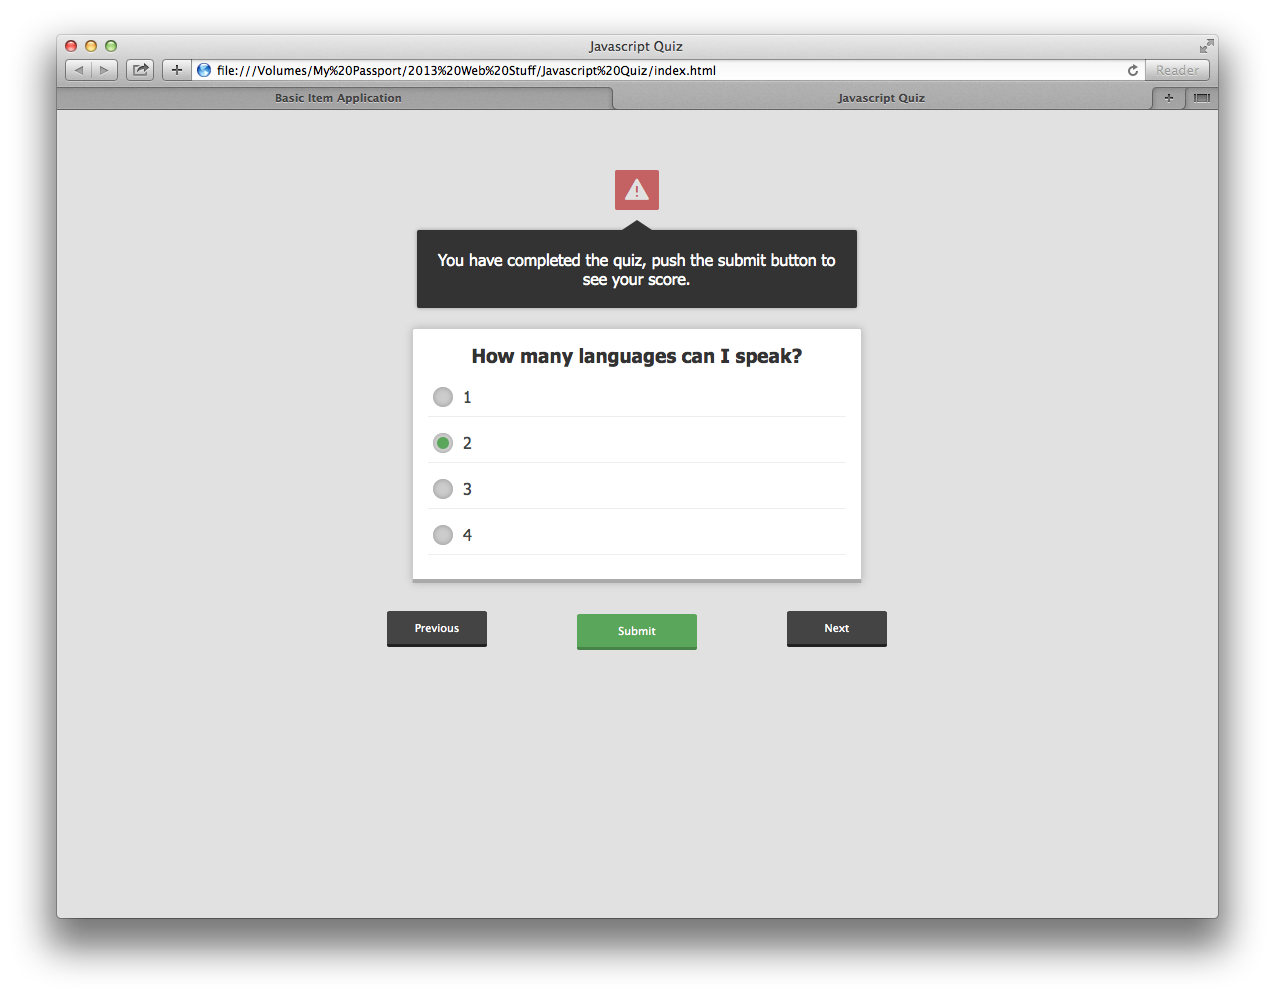 Javascript Quiz
file:///Volumes/My%20Passport/2013%20Web%20Stuff/Javascript%20Quiz/index.html
Reader
Basic Item Application
Javascript Quiz
You have completed the quiz, push the submit button to
see your score.
How many languages can I speak?
1
2
3
4
Previous
Submit
Next